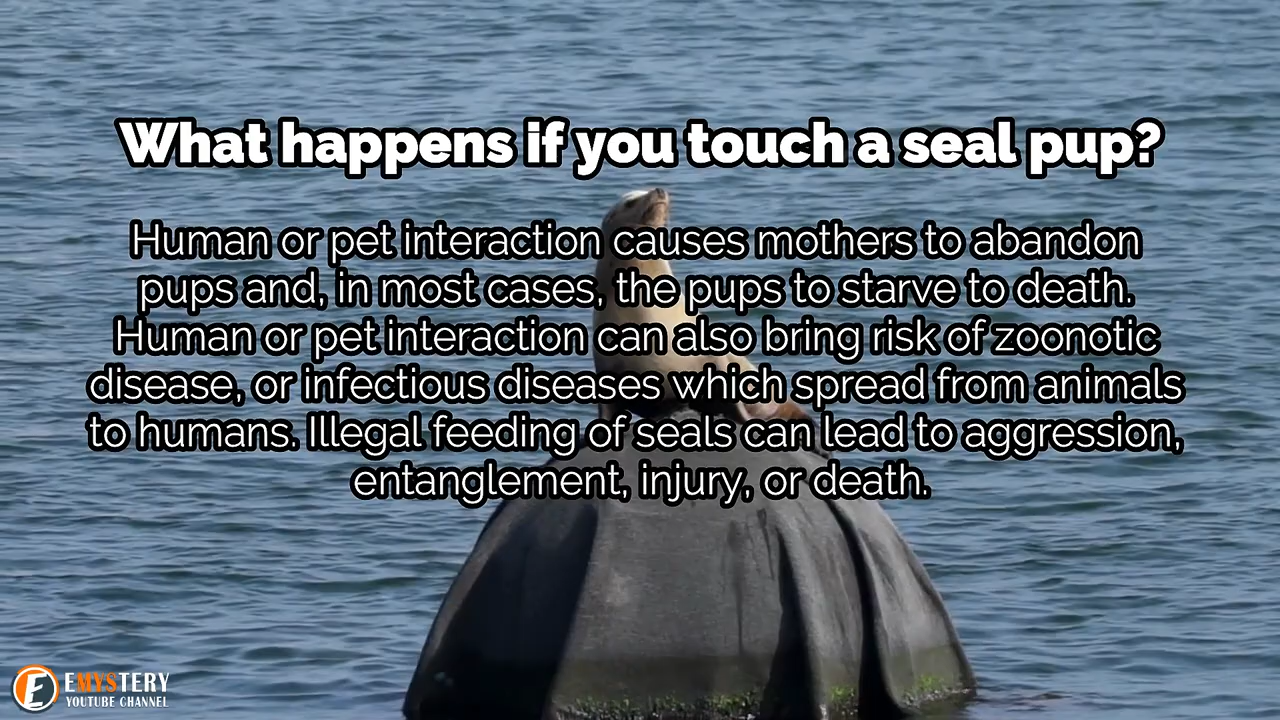 What happens if you touch a seal pup?
Human or pet interaction causes mothers to abandon
pups and, in most cases, the pups to starve to death.
Human or pet interaction can also bring risk of zoonotic
disease, or infectious diseases which spread from animals
to humans. Illegal feeding of seals can lead to aggression,
entanglement, injury, or death.
E EMYSTERY
YOUTUBE CHANNEL